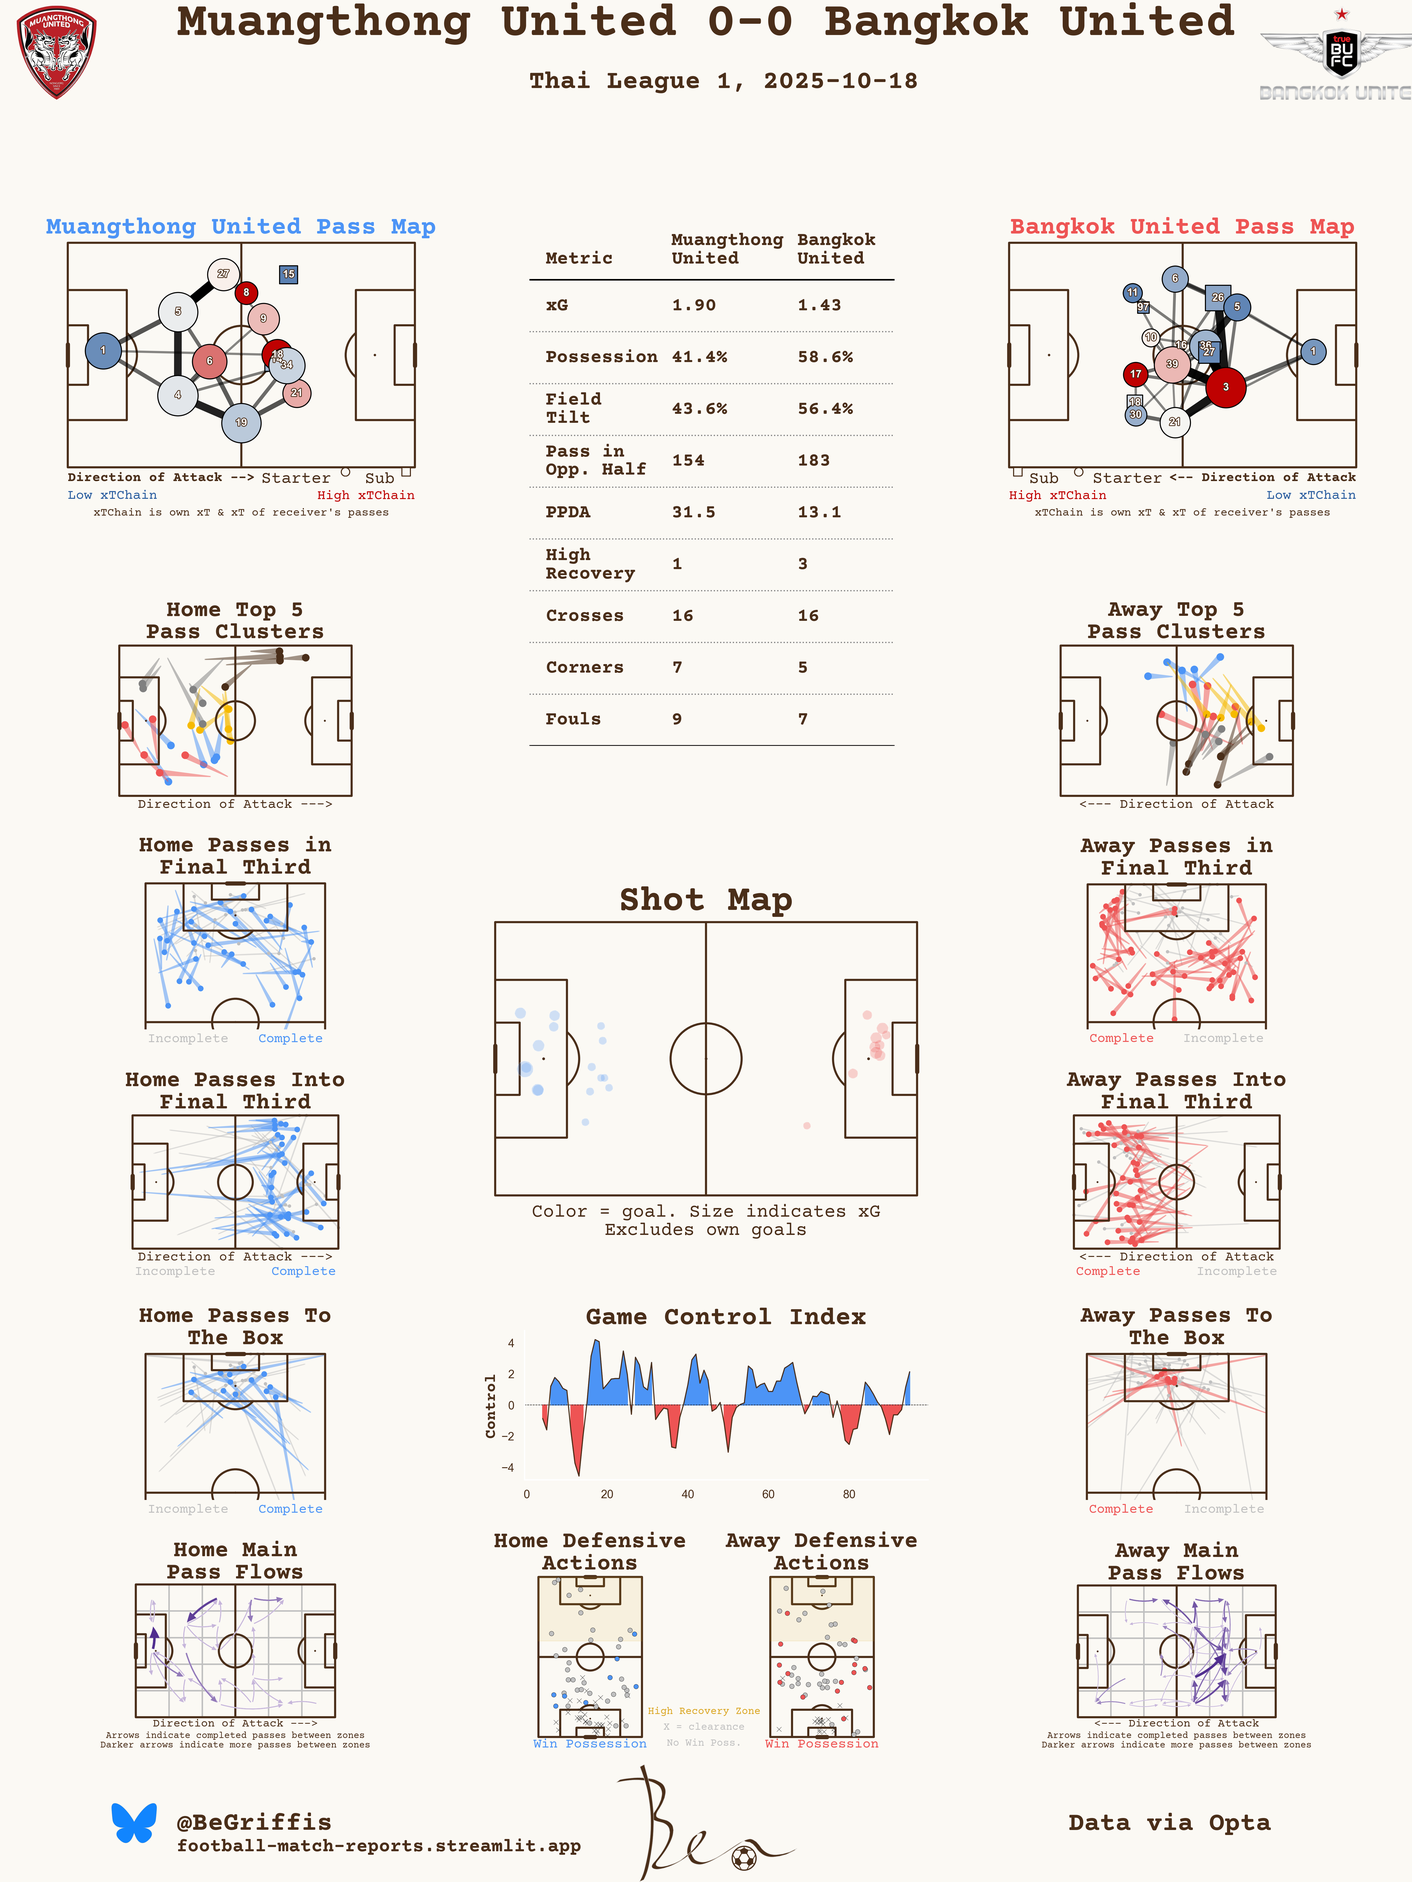 Muangthong United 0-0 Bangkok United
Thai League 1, 2025-10-18
MUANGTHONG
UNITED
true
BU
FC
BANGKOK UNITE
Muangthong United Pass Map
27
15
8
5
9
1
6
18
34
4
21
19
Direction of Attack --> Starter Sub
Low xTChain High xTChain
xTChain is own xT & xT of receiver's passes
Metric Muangthong United Bangkok United
xG 1.90 1.43
Possession 41.4% 58.6%
Field Tilt 43.6% 56.4%
Pass in Opp. Half 154 183
PPDA 31.5 13.1
High Recovery 1 3
Crosses 16 16
Corners 7 5
Fouls 9 7
Bangkok United Pass Map
6
11
97
26
5
10
16
36
27
1
39
17
3
18
30
21
Sub Starter <-- Direction of Attack
High xTChain Low xTChain
xTChain is own xT & xT of receiver's passes
Home Top 5
Pass Clusters
Direction of Attack --->
Away Top 5
Pass Clusters
<--- Direction of Attack
Home Passes in
Final Third
Incomplete Complete
Away Passes in
Final Third
Complete Incomplete
Shot Map
Color = goal. Size indicates xG
Excludes own goals
Home Passes Into
Final Third
Direction of Attack --->
Incomplete Complete
Away Passes Into
Final Third
<--- Direction of Attack
Complete Incomplete
Home Passes To
The Box
Incomplete Complete
Game Control Index
Control
4
2
0
−2
−4
0 20 40 60 80
Away Passes To
The Box
Complete Incomplete
Home Main
Pass Flows
Direction of Attack --->
Arrows indicate completed passes between zones
Darker arrows indicate more passes between zones
Home Defensive
Actions
Win Possession
High Recovery Zone
X = clearance
No Win Poss.
Away Defensive
Actions
Win Possession
Away Main
Pass Flows
<--- Direction of Attack
Arrows indicate completed passes between zones
Darker arrows indicate more passes between zones
@BeGriffis
football-match-reports.streamlit.app
Ben
Data via Opta